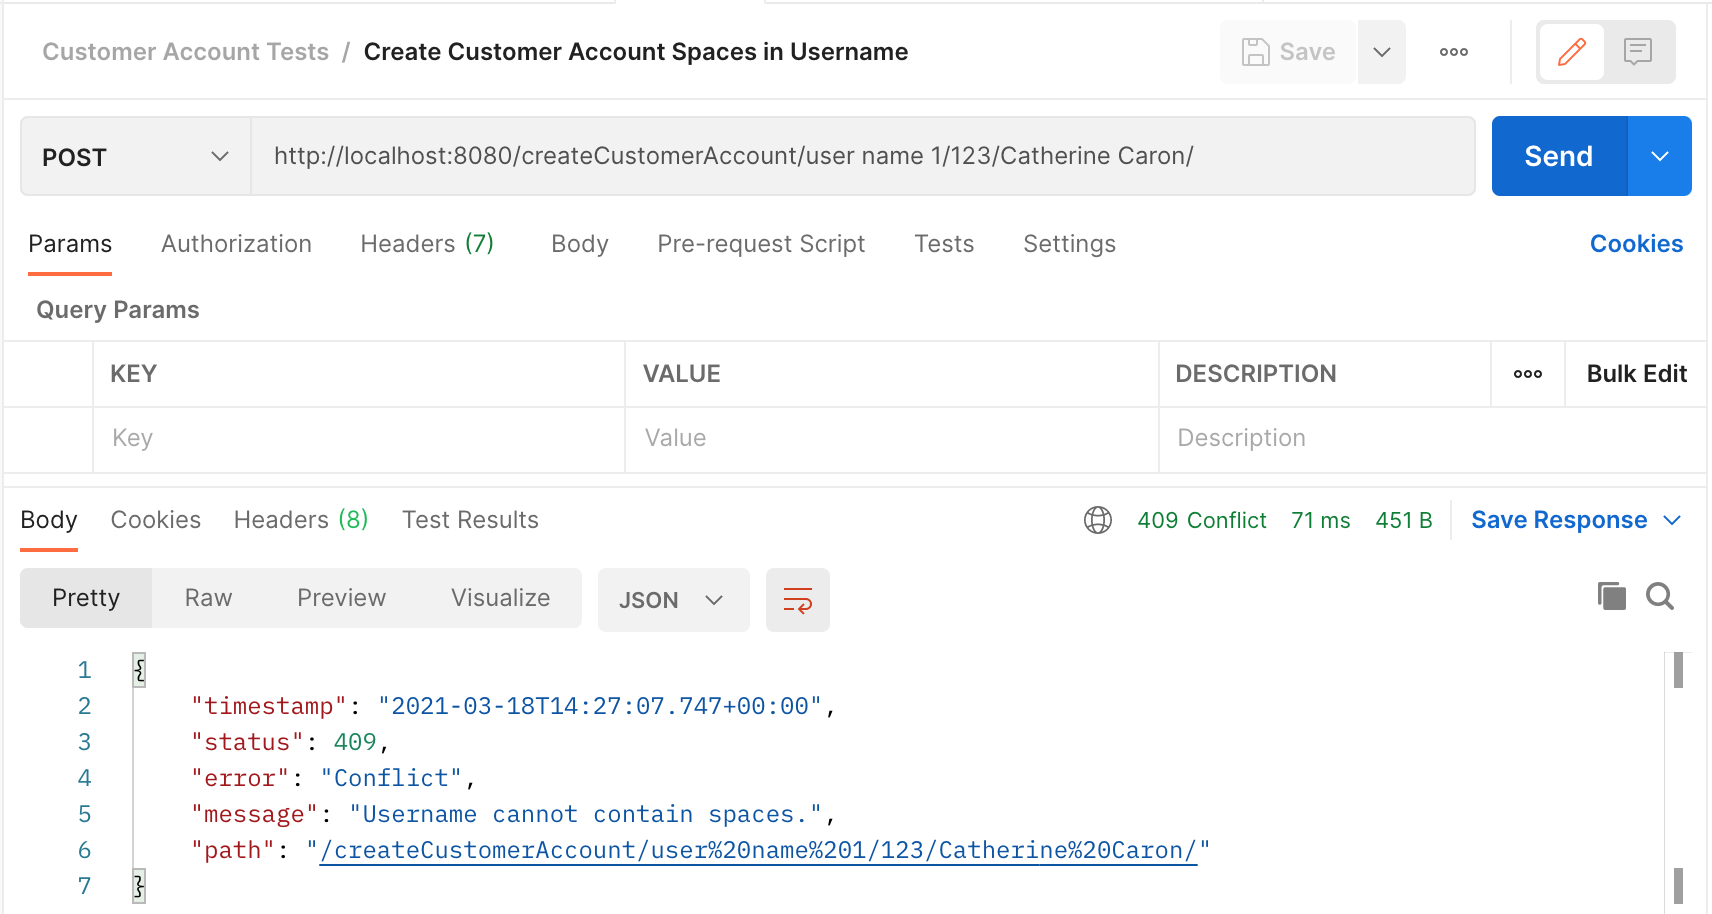 Customer Account Tests / Create Customer Account Spaces in Username
Save
POST
http://localhost:8080/createCustomerAccount/user name 1/123/Catherine Caron/
Send
Params Authorization Headers (7) Body Pre-request Script Tests Settings Cookies
Query Params
KEY VALUE DESCRIPTION Bulk Edit
Key Value Description
Body Cookies Headers (8) Test Results 409 Conflict 71 ms 451 B Save Response
Pretty Raw Preview Visualize JSON
1 {
2 "timestamp": "2021-03-18T14:27:07.747+00:00",
3 "status": 409,
4 "error": "Conflict",
5 "message": "Username cannot contain spaces.",
6 "path": "/createCustomerAccount/user%20name%201/123/Catherine%20Caron/"
7 }